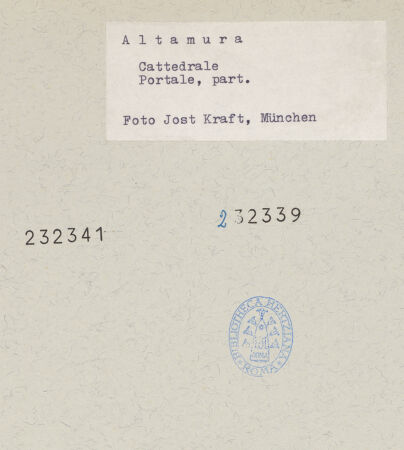 Altamura
Cattedrale
Portale, part.
Foto Jost Kraft, München
232341
232339
BIBLIOTHECA HERTZIANA
ROMA